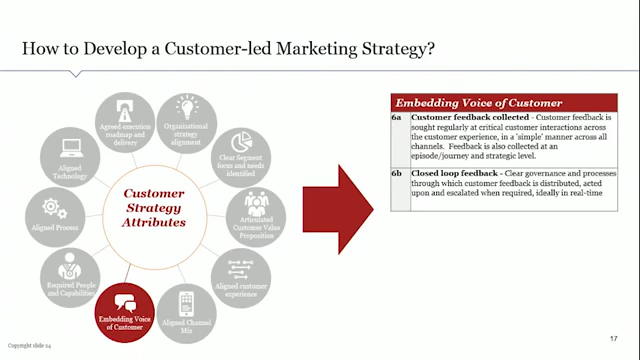 How to Develop a Customer-led Marketing Strategy?
Agreed execution
roadmap and
delivery
Organisational
strategy
alignment
Clear Segment
focus and needs
identified
Articulated
Customer Value
Proposition
Aligned customer
experience
Aligned Channel
Mix
Embedding Voice
of Customer
Required People
and Capabilities
Aligned Process
Aligned
Technology
Customer
Strategy
Attributes
Embedding Voice of Customer
6a Customer feedback collected - Customer feedback is
sought regularly at critical customer interactions across
the customer experience, in a 'simple' manner across all
channels. Feedback is also collected at an
episode/journey and strategic level.
6b Closed loop feedback - Clear governance and processes
through which customer feedback is distributed, acted
upon and escalated when required, ideally in real-time
Copyright slide 24
17